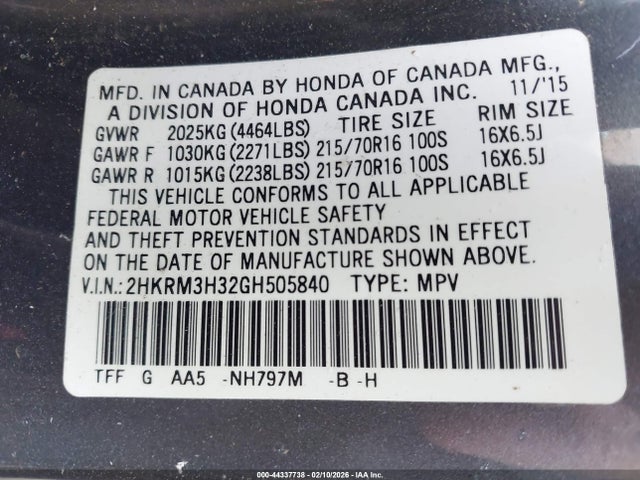 MFD. IN CANADA BY HONDA OF CANADA MFG.,
A DIVISION OF HONDA CANADA INC. 11/'15
GVWR 2025KG (4464LBS) TIRE SIZE RIM SIZE
GAWR F 1030KG (2271LBS) 215/70R16 100S 16X6.5J
GAWR R 1015KG (2238LBS) 215/70R16 100S 16X6.5J
THIS VEHICLE CONFORMS TO ALL APPLICABLE
FEDERAL MOTOR VEHICLE SAFETY
AND THEFT PREVENTION STANDARDS IN EFFECT
ON THE DATE OF MANUFACTURE SHOWN ABOVE.
V.I.N.: 2HKRM3H32GH505840 TYPE: MPV
TFF G AA5 -NH797M -B -H
000-44337738 - 02/10/2026 - IAA Inc.